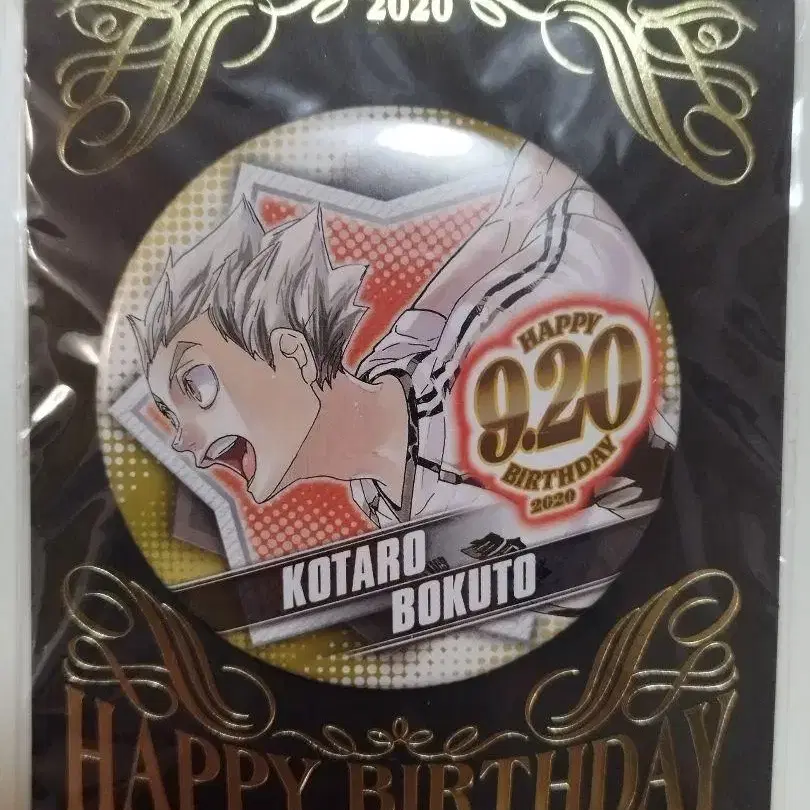 2020
HAPPY
9.20
BIRTHDAY
2020
KOTARO
BOKUTO
HAPPY BIRTHDAY